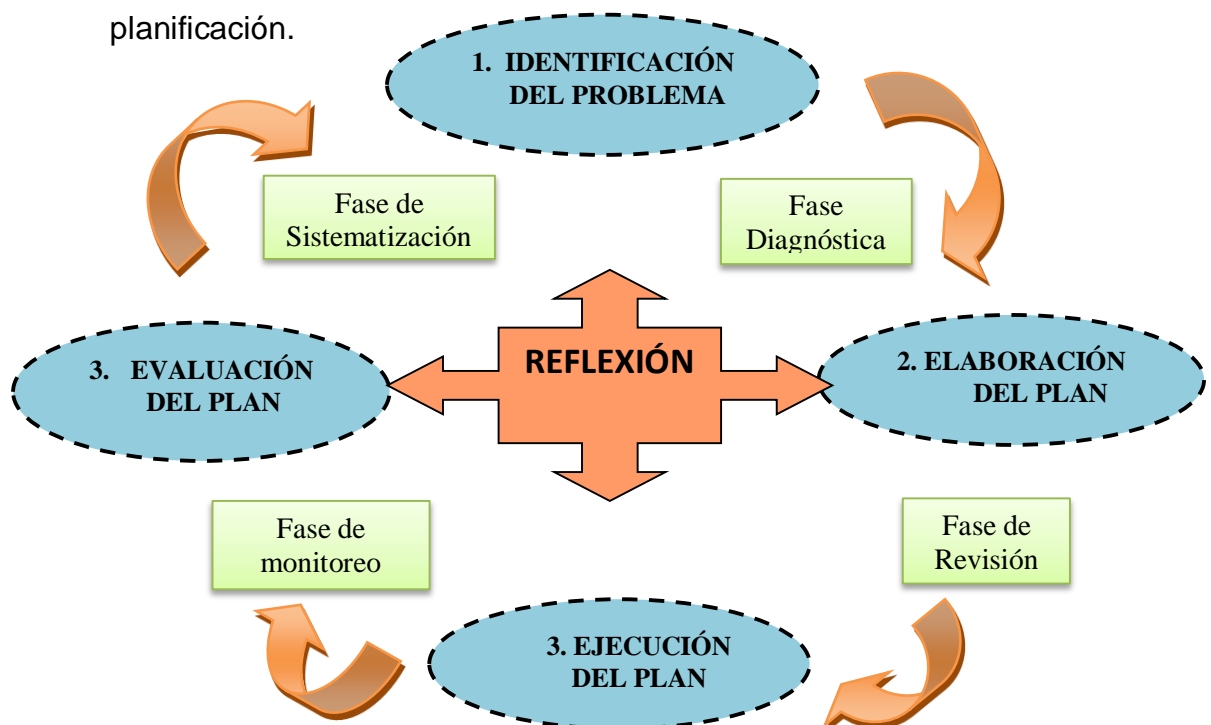 planificación.
1. IDENTIFICACIÓN
DEL PROBLEMA
Fase de
Sistematización
Fase
Diagnóstica
REFLEXIÓN
3. EVALUACIÓN
DEL PLAN
2. ELABORACIÓN
DEL PLAN
Fase de
monitoreo
Fase de
Revisión
3. EJECUCIÓN
DEL PLAN